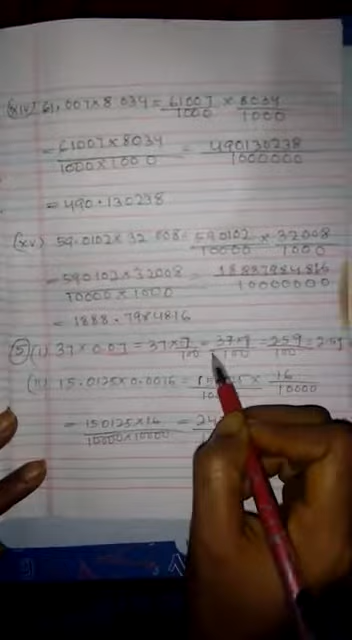 (xiv) 61.007×8.034 = 61007/1000 × 8034/1000
= 61007×8034/1000×1000 = 490130238/1000000
= 490.130238
(xv) 59.0102×32.008 = 590102/10000 × 32008/1000
= 590102×32008/10000×1000 = 18887984816/10000000
= 1888.7984816
(5) (i) 37×0.07 = 37×7/100 = 37×7/100 = 259/100 = 2.59
(ii) 15.0125×0.0016 = × 16/10000
= 150125×16/10000×10000 =